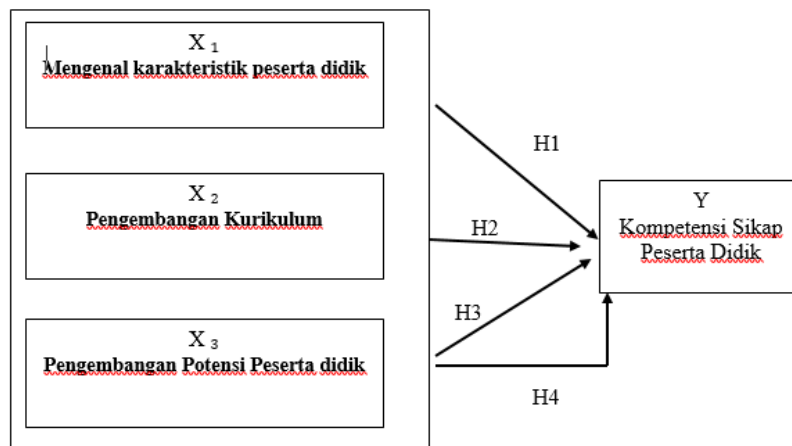 X 1
Mengenal karakteristik peserta didik
X 2
Pengembangan Kurikulum
X 3
Pengembangan Potensi Peserta didik
H1
H2
H3
H4
Y
Kompetensi Sikap
Peserta Didik